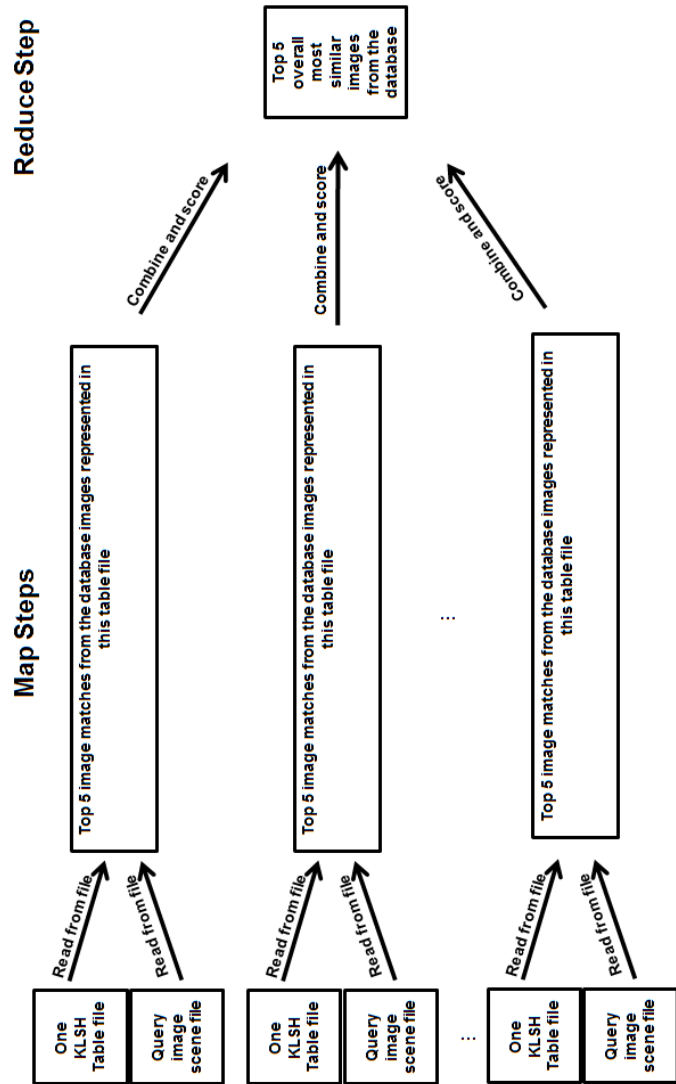 Map Steps
Reduce Step
One
KLSH
Table file
Query
image
scene file
Read from file
Read from file
Top 5 image matches from the database images represented in
this table file
Combine and score
One
KLSH
Table file
Query
image
scene file
Read from file
Read from file
Top 5 image matches from the database images represented in
this table file
Combine and score
Top 5
overall
most
similar
images
from the
database
...
...
One
KLSH
Table file
Query
image
scene file
Read from file
Read from file
Top 5 image matches from the database images represented in
this table file
Combine and score